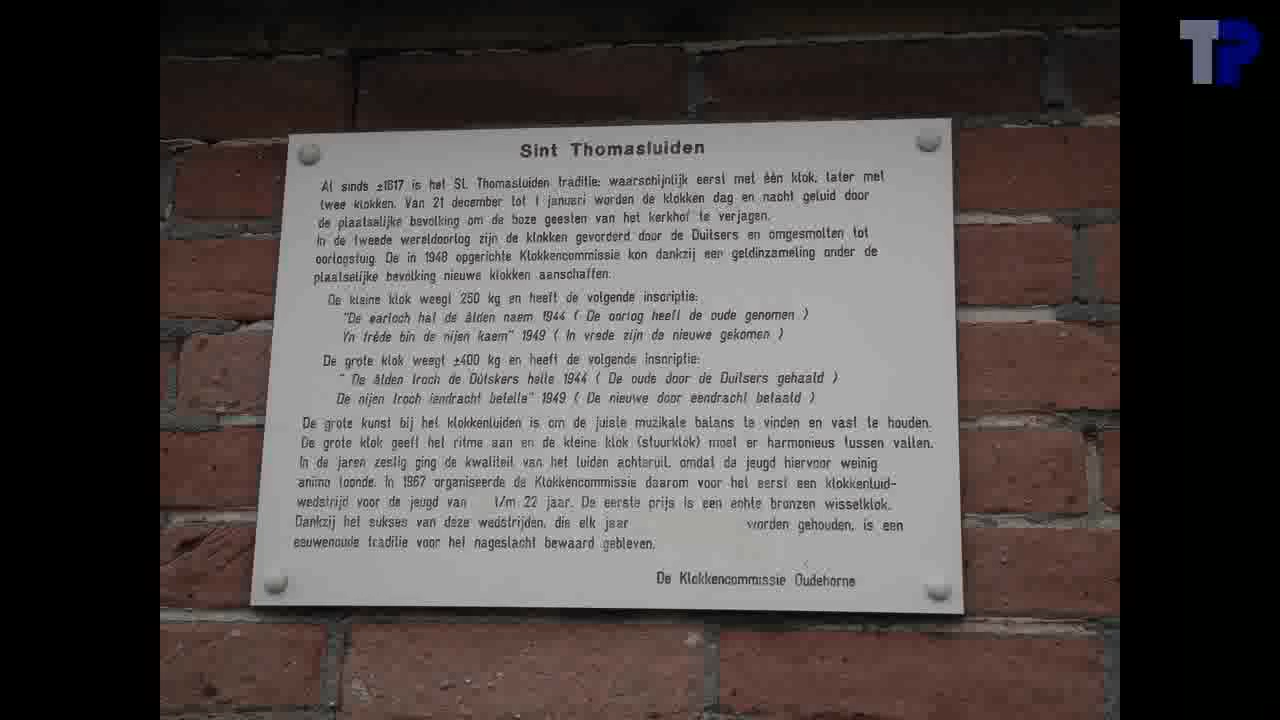 TP
Sint Thomasluiden
Al sinds ±1817 is het St. Thomasluiden traditie; waarschijnlijk eerst met één klok, later met
twee klokken. Van 21 december tot 1 januari worden de klokken dag en nacht geluid door
de plaatselijke bevolking om de boze geesten van het kerkhof te verjagen.
In de tweede wereldoorlog zijn de klokken gevorderd door de Duitsers en omgesmolten tot
oorlogstuig. De in 1948 opgerichte Klokkencommissie kon dankzij een geldinzameling onder de
plaatselijke bevolking nieuwe klokken aanschaffen.
De kleine klok weegt 250 kg en heeft de volgende inscriptie:
"De earloch hat de âlden naem 1944 ( De oorlog heeft de oude genomen )
Yn fréde bin de nijen kaem" 1949 ( In vrede zijn de nieuwe gekomen )
De grote klok weegt ±400 kg en heeft de volgende inscriptie:
" De âlden troch de Dútskers helle 1944 ( De oude door de Duitsers gehaald )
De nijen troch iendracht betelle" 1949 ( De nieuwe door eendracht betaald )
De grote kunst bij het klokkenluiden is om de juiste muzikale balans te vinden en vast te houden.
De grote klok geeft het ritme aan en de kleine klok (stuurklok) moet er harmonieus tussen vallen.
In de jaren zestig ging de kwaliteit van het luiden achteruit, omdat de jeugd hiervoor weinig
animo toonde. In 1967 organiseerde de Klokkencommissie daarom voor het eerst een klokkenluid-
wedstrijd voor de jeugd van t/m 22 jaar. De eerste prijs is een echte bronzen wisselklok.
Dankzij het sukses van deze wedstrijden, die elk jaar worden gehouden, is een
eeuwenoude traditie voor het nageslacht bewaard gebleven.
De Klokkencommissie Oudehorne